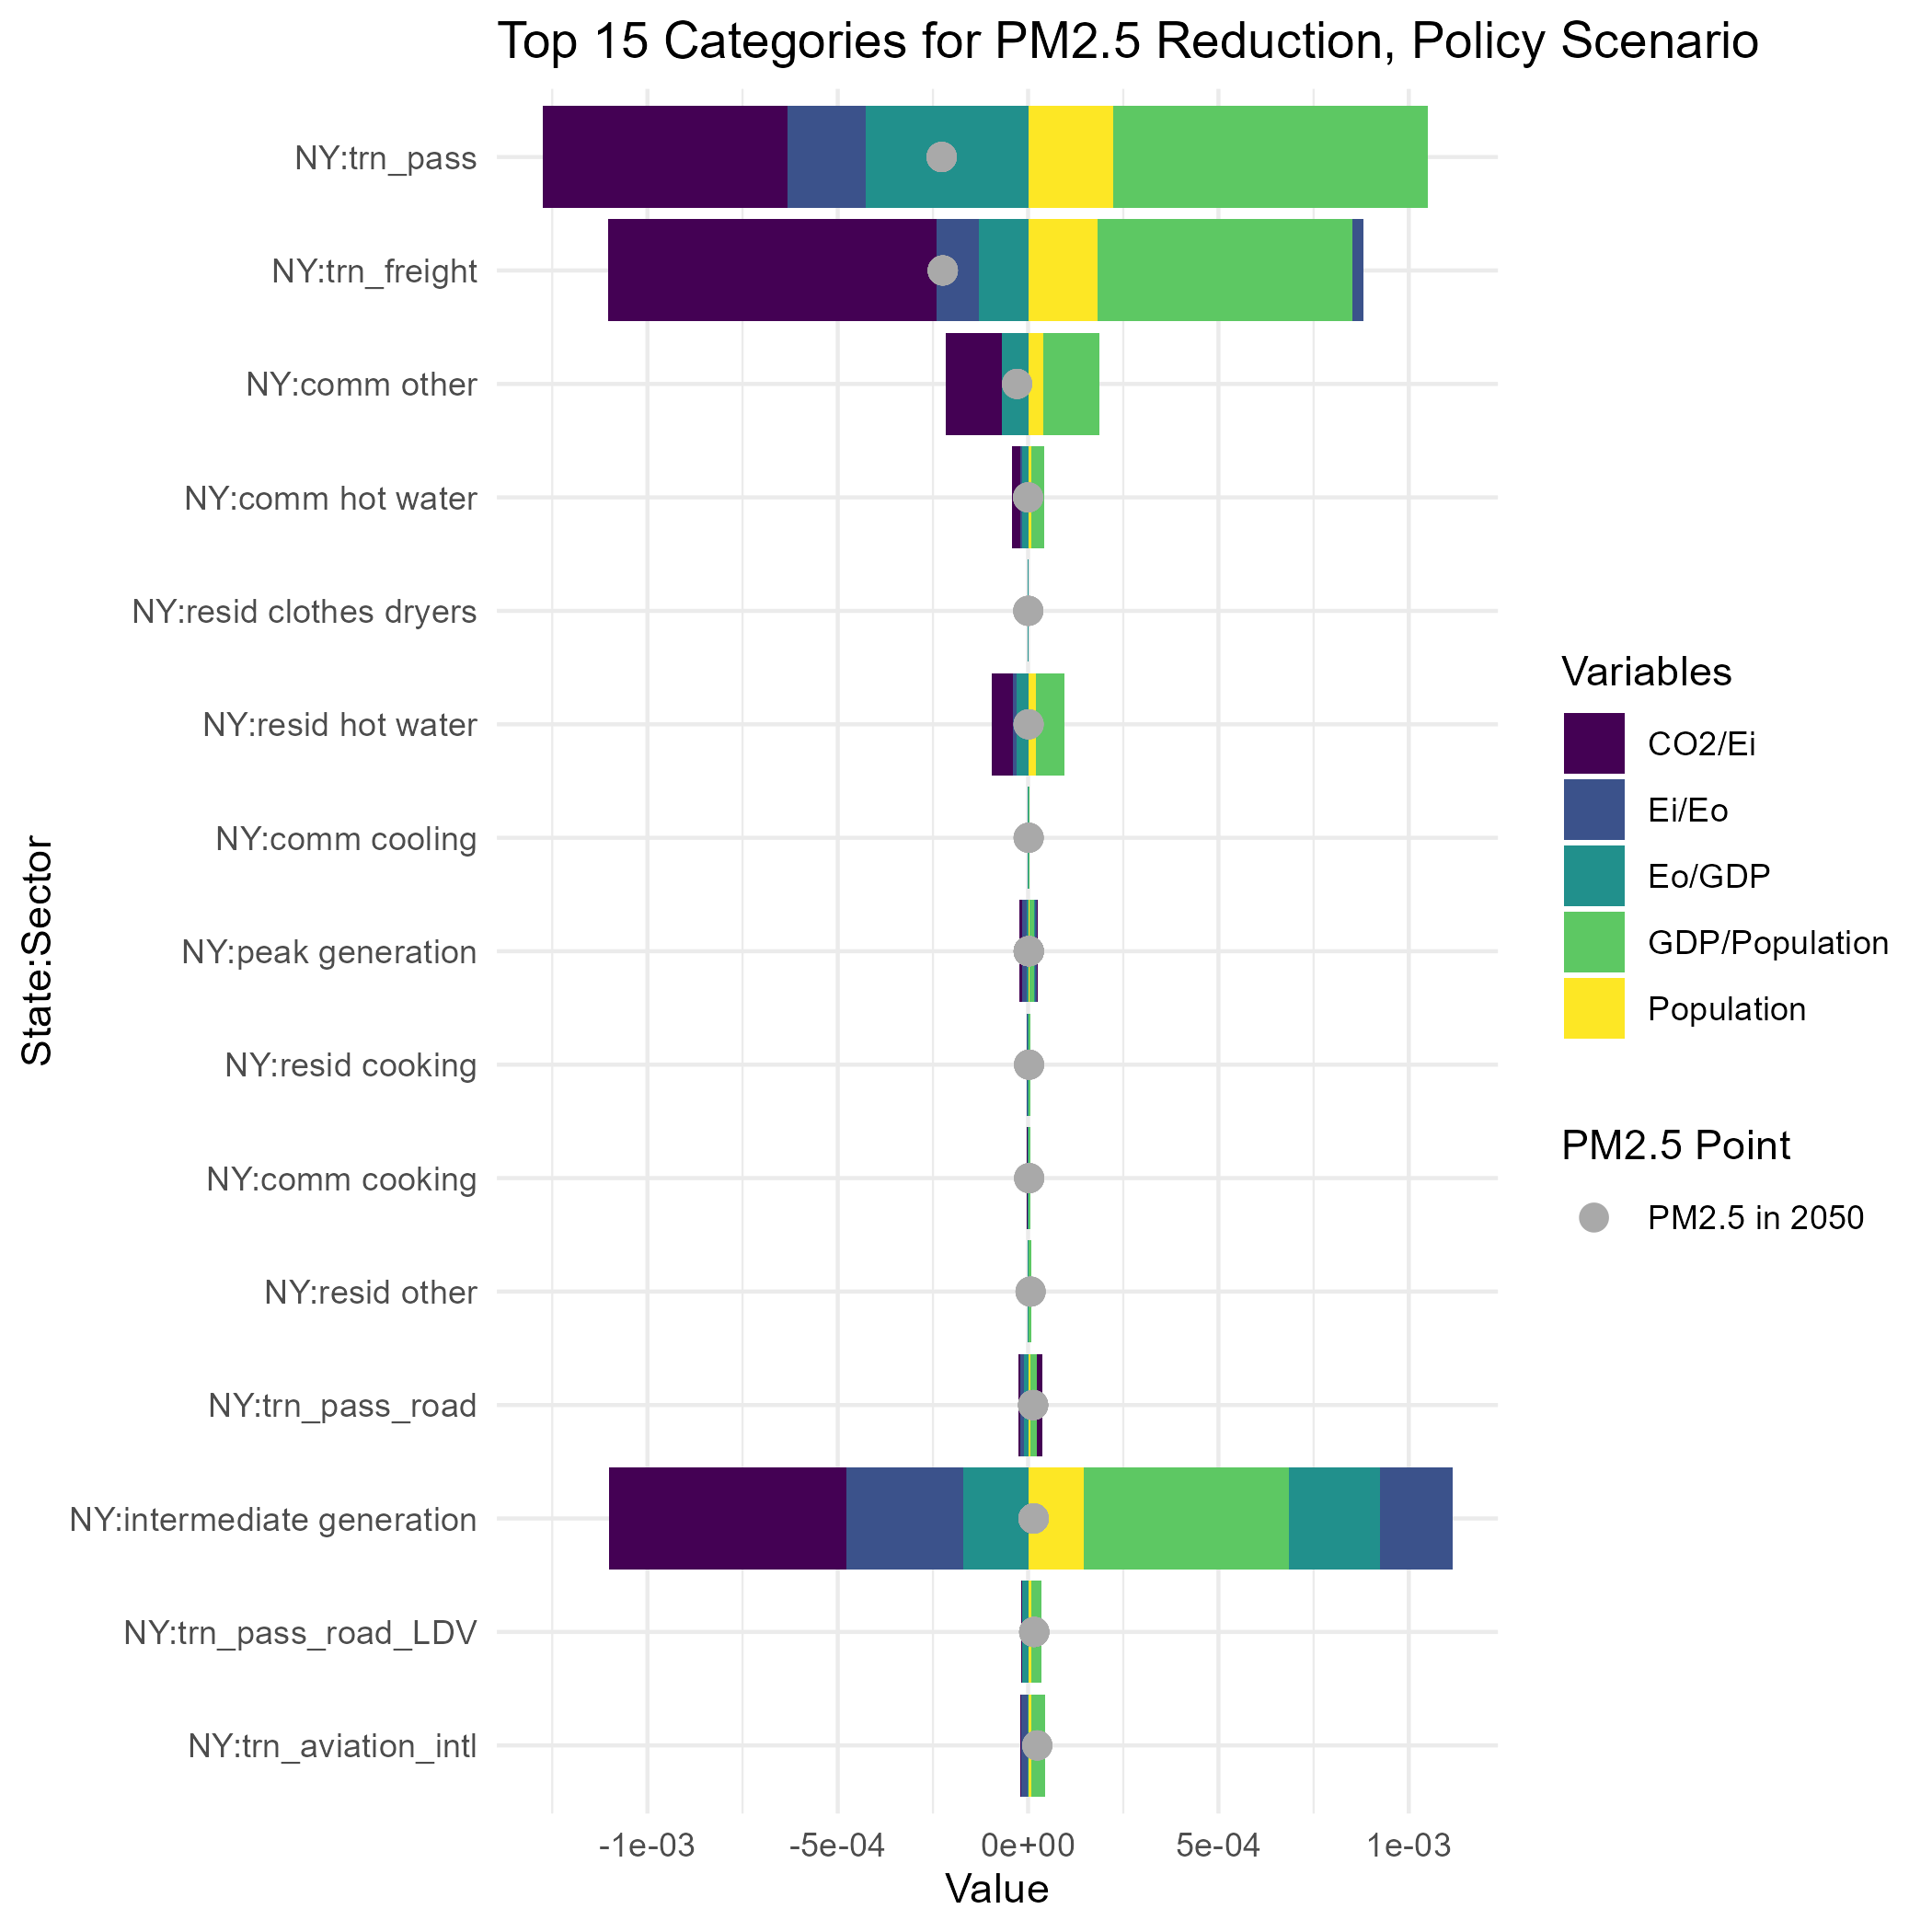 Top 15 Categories for PM2.5 Reduction, Policy Scenario
State:Sector
NY:trn_pass
NY:trn_freight
NY:comm other
NY:comm hot water
NY:resid clothes dryers
NY:resid hot water
NY:comm cooling
NY:peak generation
NY:resid cooking
NY:comm cooking
NY:resid other
NY:trn_pass_road
NY:intermediate generation
NY:trn_pass_road_LDV
NY:trn_aviation_intl
-1e-03 -5e-04 0e+00 5e-04 1e-03
Value
Variables
CO2/Ei
Ei/Eo
Eo/GDP
GDP/Population
Population
PM2.5 Point
PM2.5 in 2050